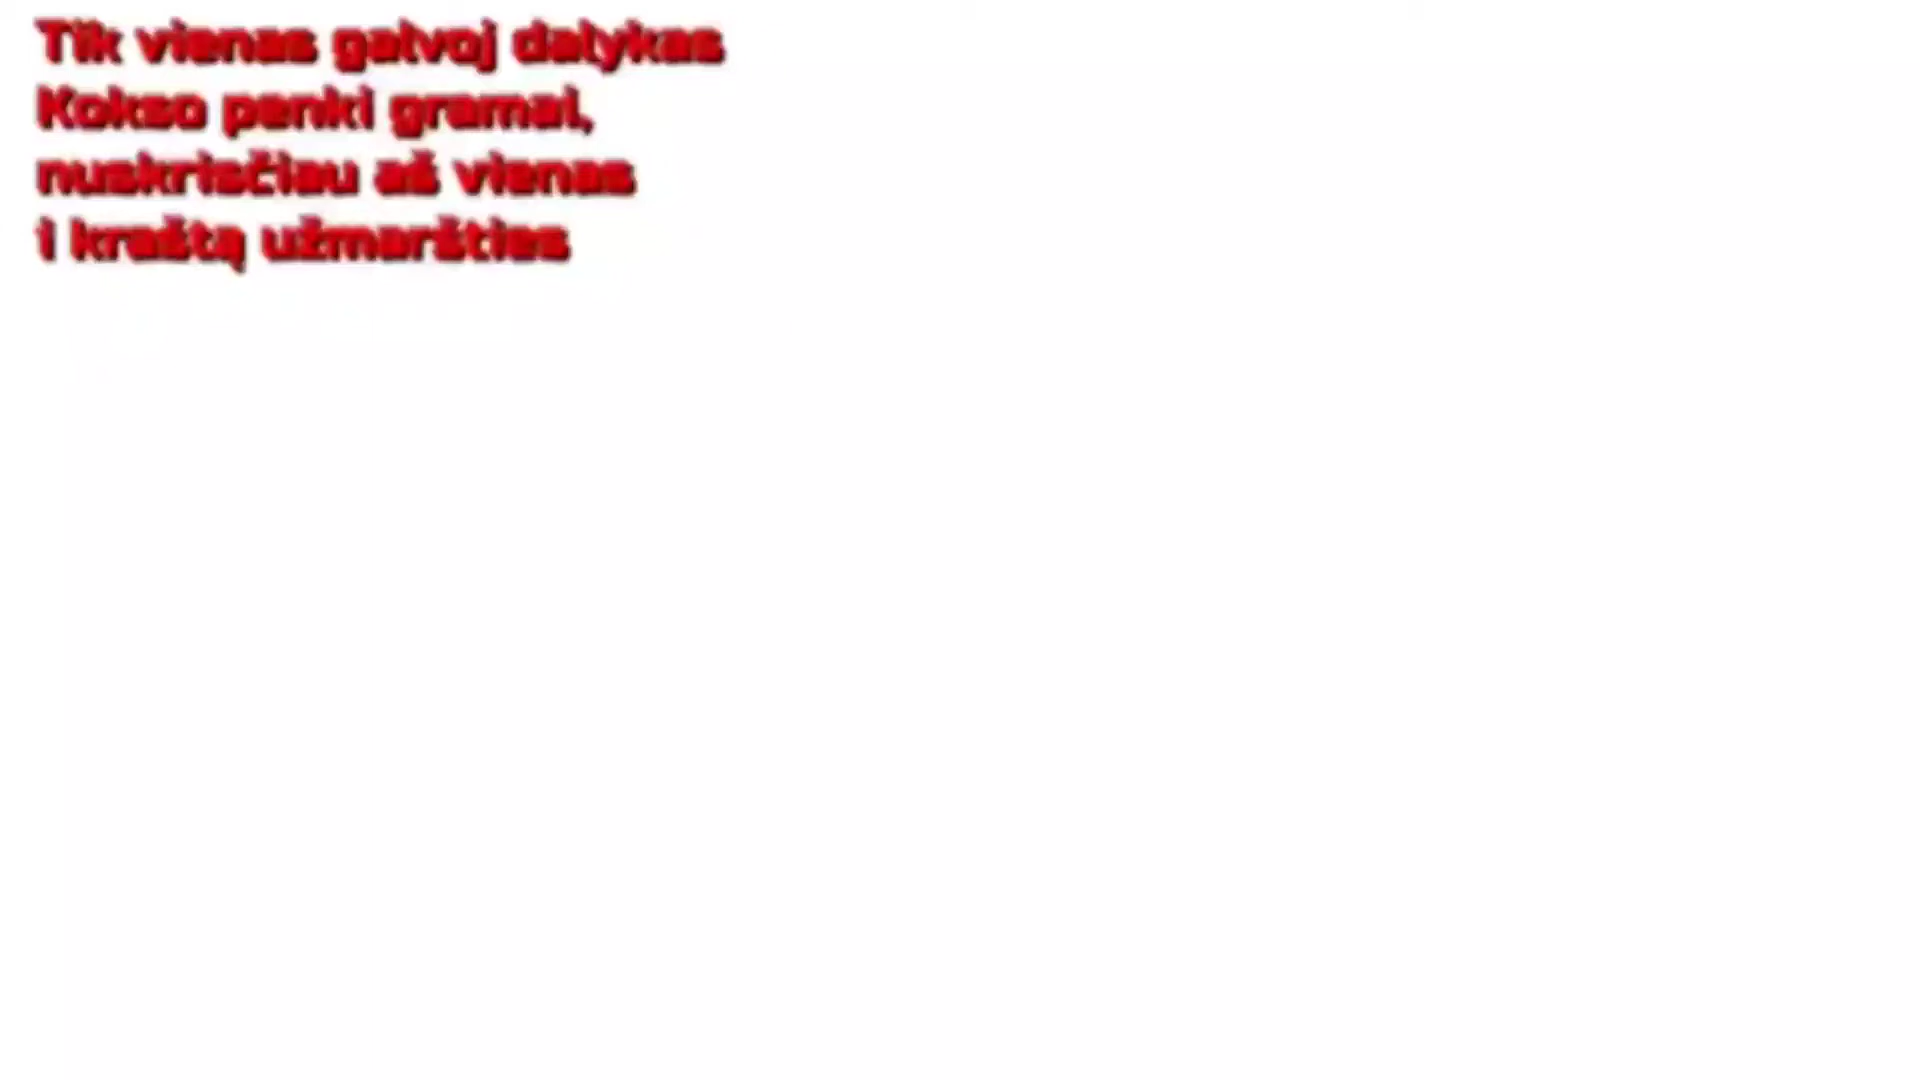 Tik vienas galvoj dalykas
Kokso penki gramai,
nuskrisčiau aš vienas
i kraštą užmaršties